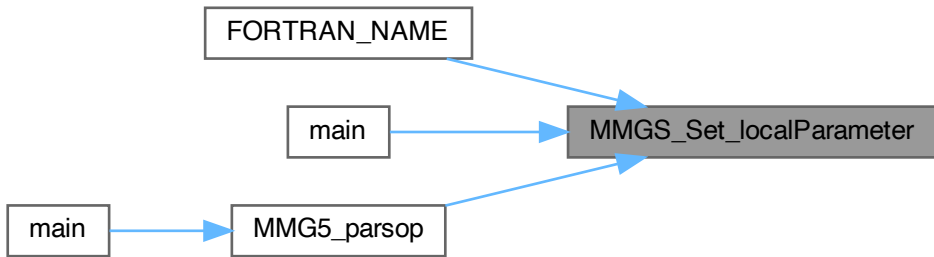 FORTRAN_NAME
main
MMGS_Set_localParameter
main
MMG5_parsop